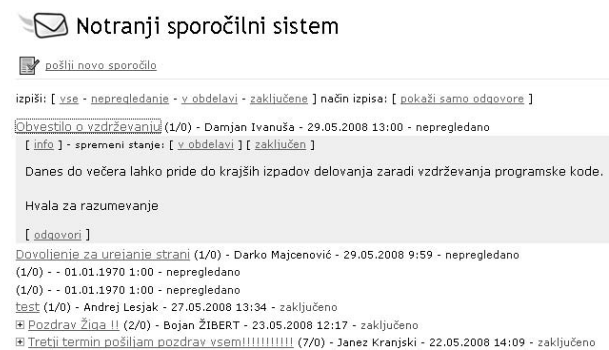 Notranji sporočilni sistem
pošlji novo sporočilo
izpiši: [ vse - nepregledanje - v obdelavi - zaključene ] način izpisa: [ pokaži samo odgovore ]
Obvestilo o vzdrževanju (1/0) - Damjan Ivanuša - 29.05.2008 13:00 - nepregledano
[ info ] - spremeni stanje: [ v obdelavi ] [ zaključen ]
Danes do večera lahko pride do krajših izpadov delovanja zaradi vzdrževanja programske kode.
Hvala za razumevanje
[ odgovori ]
Dovoljenje za urejanje strani (1/0) - Darko Majcenovič - 29.05.2008 9:59 - nepregledano
(1/0) - - 01.01.1970 1:00 - nepregledano
(1/0) - - 01.01.1970 1:00 - nepregledano
test (1/0) - Andrej Lesjak - 27.05.2008 13:34 - zaključeno
Pozdrav Žiga !! (2/0) - Bojan ŽIBERT - 23.05.2008 12:17 - zaključeno
Tretji termin pošiljam pozdrav vsem!!!!!!!!!!! (7/0) - Janez Kranjski - 22.05.2008 14:09 - zaključeno